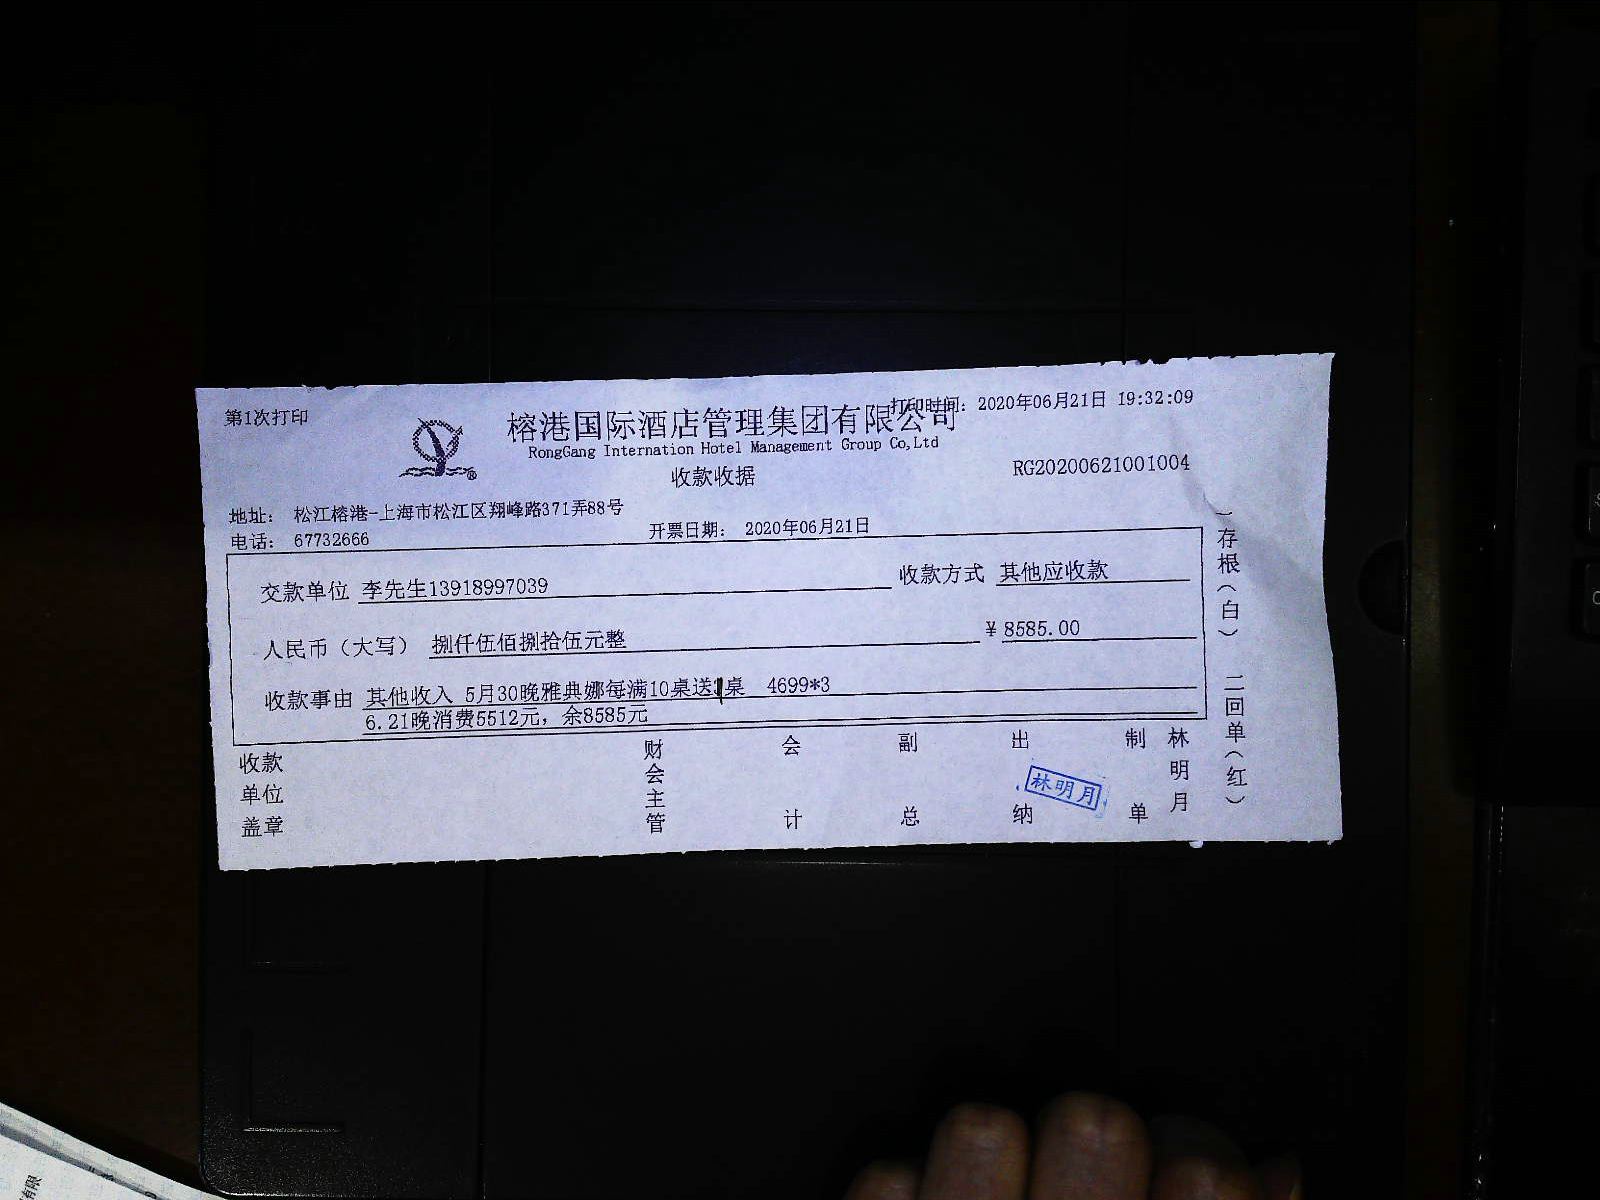 第1次打印
打印时间: 2020年06月21日 19:32:09
榕港国际酒店管理集团有限公司
RongGang Internation Hotel Management Group Co,Ltd
收款收据
RG20200621001004
地址: 松江榕港-上海市松江区翔峰路371弄88号
电话: 67732666
开票日期: 2020年06月21日
交款单位 李先生13918997039 收款方式 其他应收款
人民币（大写） 捌仟伍佰捌拾伍元整 ¥ 8585.00
收款事由 其他收入 5月30晚雅典娜每满10桌送桌 4699*3
6.21晚消费5512元, 余8585元
收款单位盖章
财会主管
会计
副总
出纳
林明月
制单
林明月
）存根（白） 二回单（红）
有限